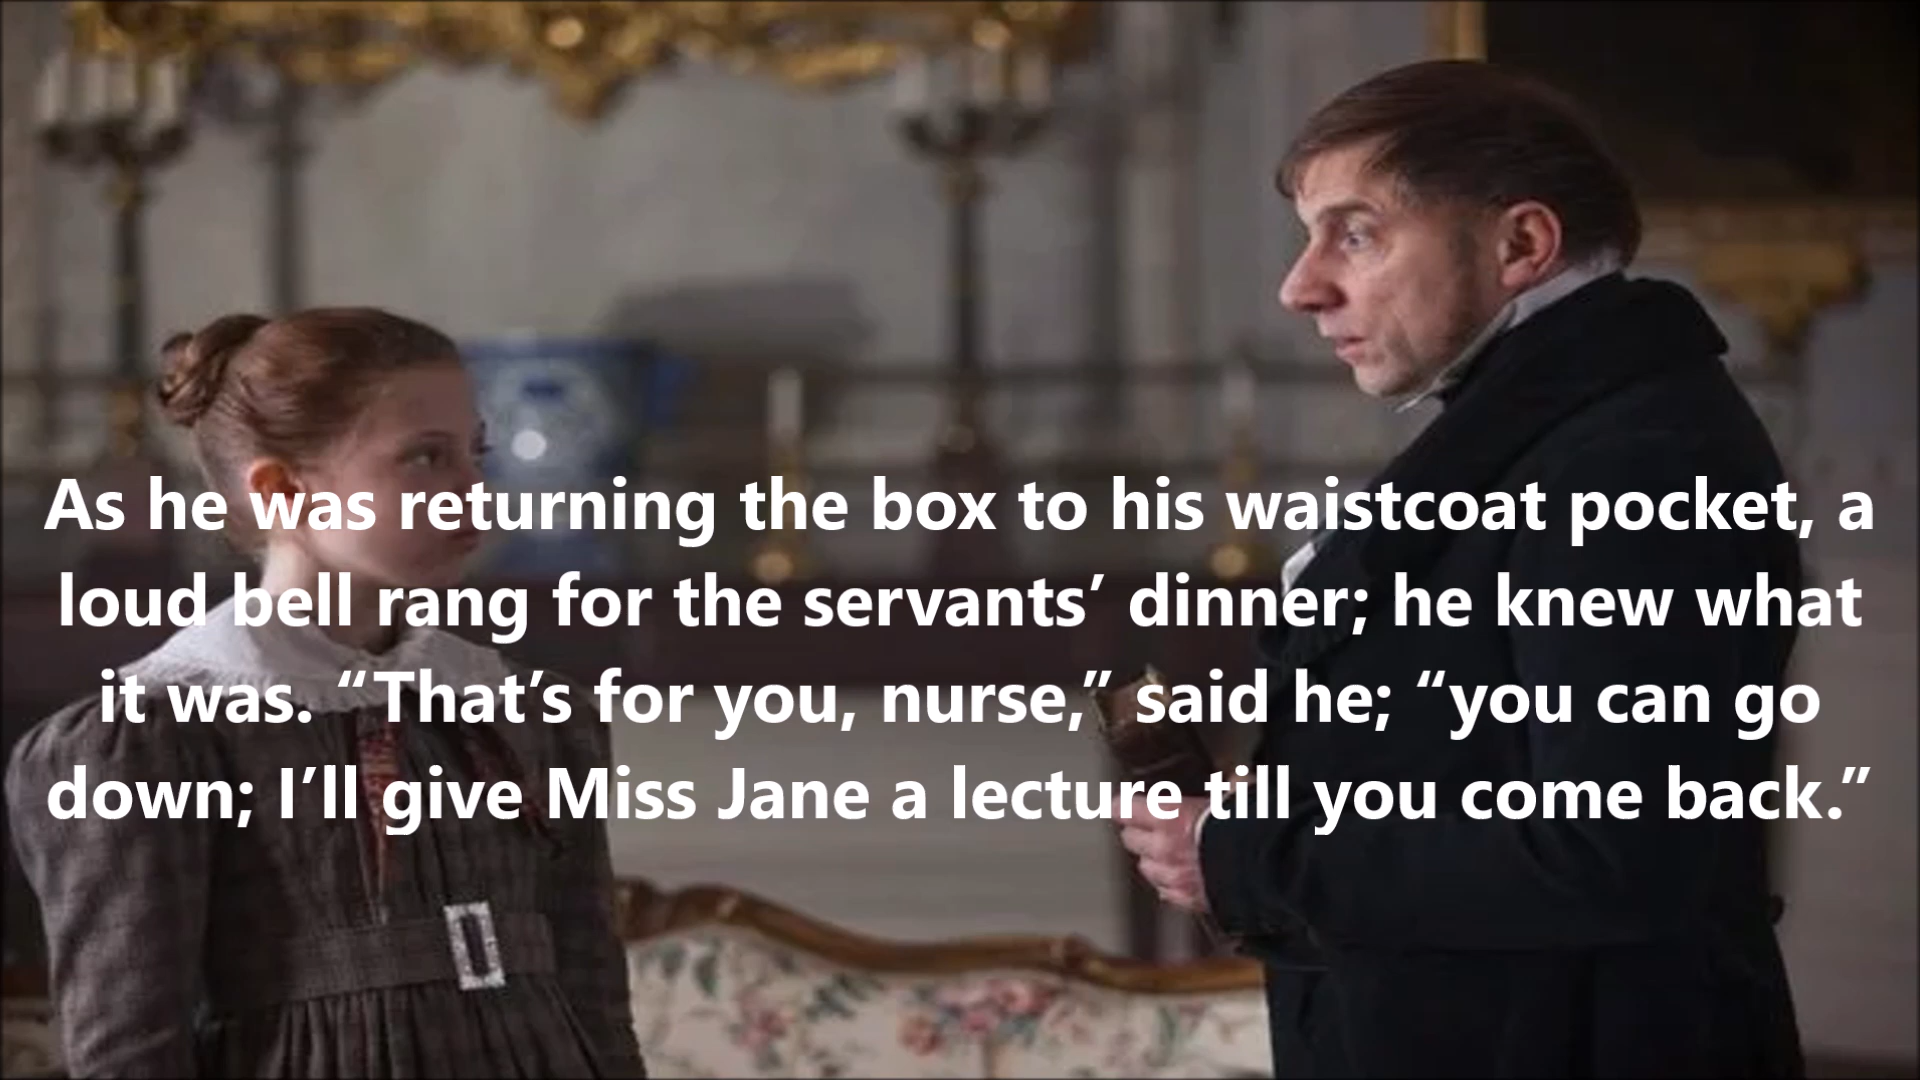 As he was returning the box to his waistcoat pocket, a
loud bell rang for the servants’ dinner; he knew what
it was. “That’s for you, nurse,” said he; “you can go
down; I’ll give Miss Jane a lecture till you come back.”